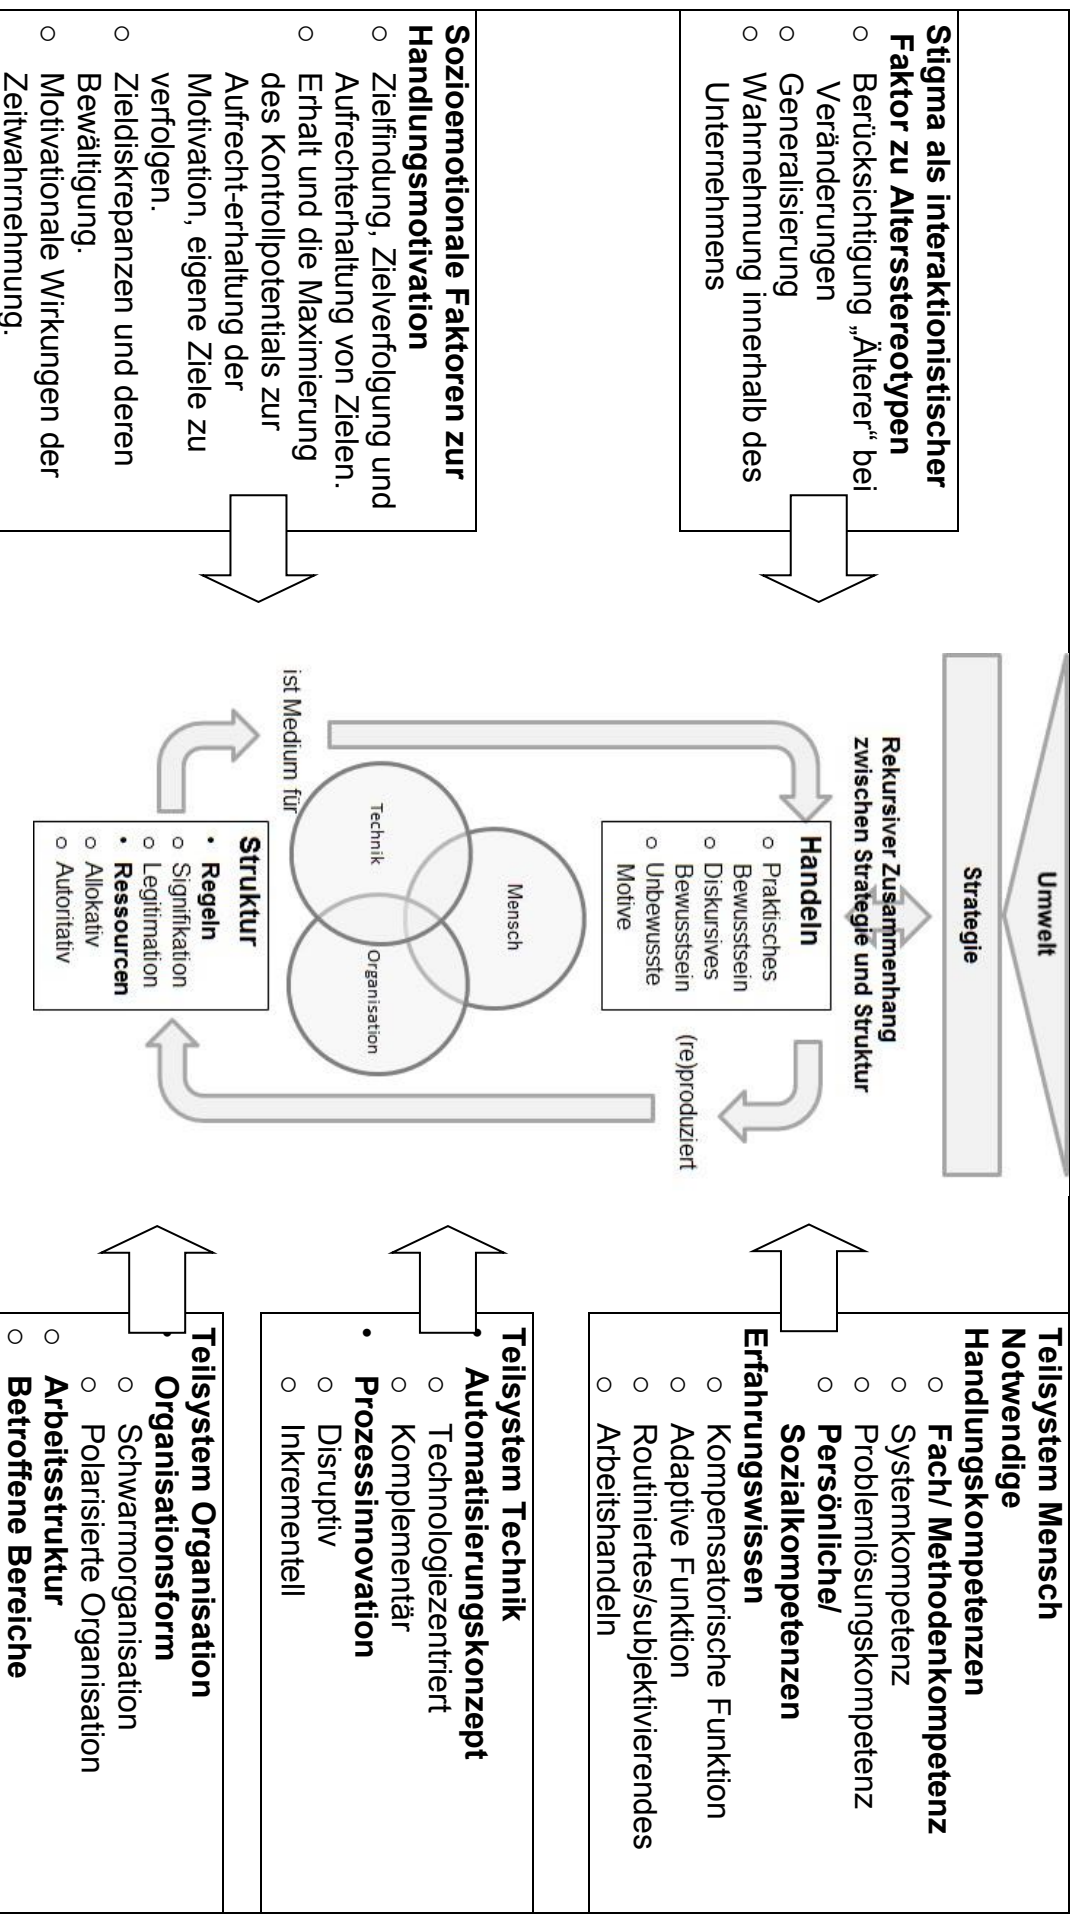 Umwelt
Strategie
Rekursiver Zusammenhang
zwischen Strategie und Struktur
Stigma als interaktionistischer
Faktor zu Altersstereotypen
○ Berücksichtigung „Älterer“ bei
Veränderungen
○ Generalisierung
○ Wahrnehmung innerhalb des
Unternehmens
Sozioemotionale Faktoren zur
Handlungsmotivation
○ Zielfindung, Zielverfolgung und
Aufrechterhaltung von Zielen.
○ Erhalt und die Maximierung
des Kontrollpotentials zur
Aufrecht-erhaltung der
Motivation, eigene Ziele zu
verfolgen.
○ Zieldiskrepanzen und deren
Bewältigung.
○ Motivationale Wirkungen der
Zeitwahrnehmung.
Handeln
○ Praktisches
Bewusstsein
○ Diskursives
Bewusstsein
○ Unbewusste
Motive
(re)produziert
Mensch
Technik
Organisation
ist Medium für
Struktur
• Regeln
○ Signifikation
○ Legitimation
• Ressourcen
○ Allokativ
○ Autoritativ
Teilsystem Mensch
Notwendige
Handlungskompetenzen
○ Fach/ Methodenkompetenz
○ Systemkompetenz
○ Problemlösungskompetenz
○ Persönliche/
Sozialkompetenzen
Erfahrungswissen
○ Kompensatorische Funktion
○ Adaptive Funktion
○ Routiniertes/subjektivierendes
○ Arbeitshandeln
Teilsystem Technik
• Automatisierungskonzept
○ Technologiezentriert
○ Komplementär
• Prozessinnovation
○ Disruptiv
○ Inkrementell
Teilsystem Organisation
• Organisationsform
○ Schwarmorganisation
○ Polarisierte Organisation
○ Arbeitsstruktur
○ Betroffene Bereiche